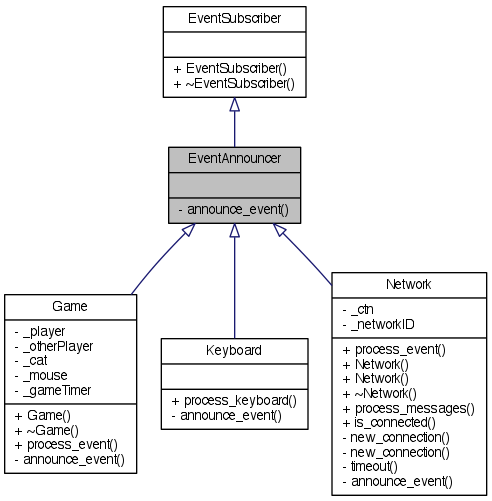 EventSubscriber
+ EventSubscriber()
+ ~EventSubscriber()
EventAnnouncer
- announce_event()
Game
- _player
- _otherPlayer
- _cat
- _mouse
- _gameTimer
+ Game()
+ ~Game()
+ process_event()
- announce_event()
Keyboard
+ process_keyboard()
- announce_event()
Network
- _ctn
- _networkID
+ process_event()
+ Network()
+ Network()
+ ~Network()
+ process_messages()
+ is_connected()
- new_connection()
- new_connection()
- timeout()
- announce_event()